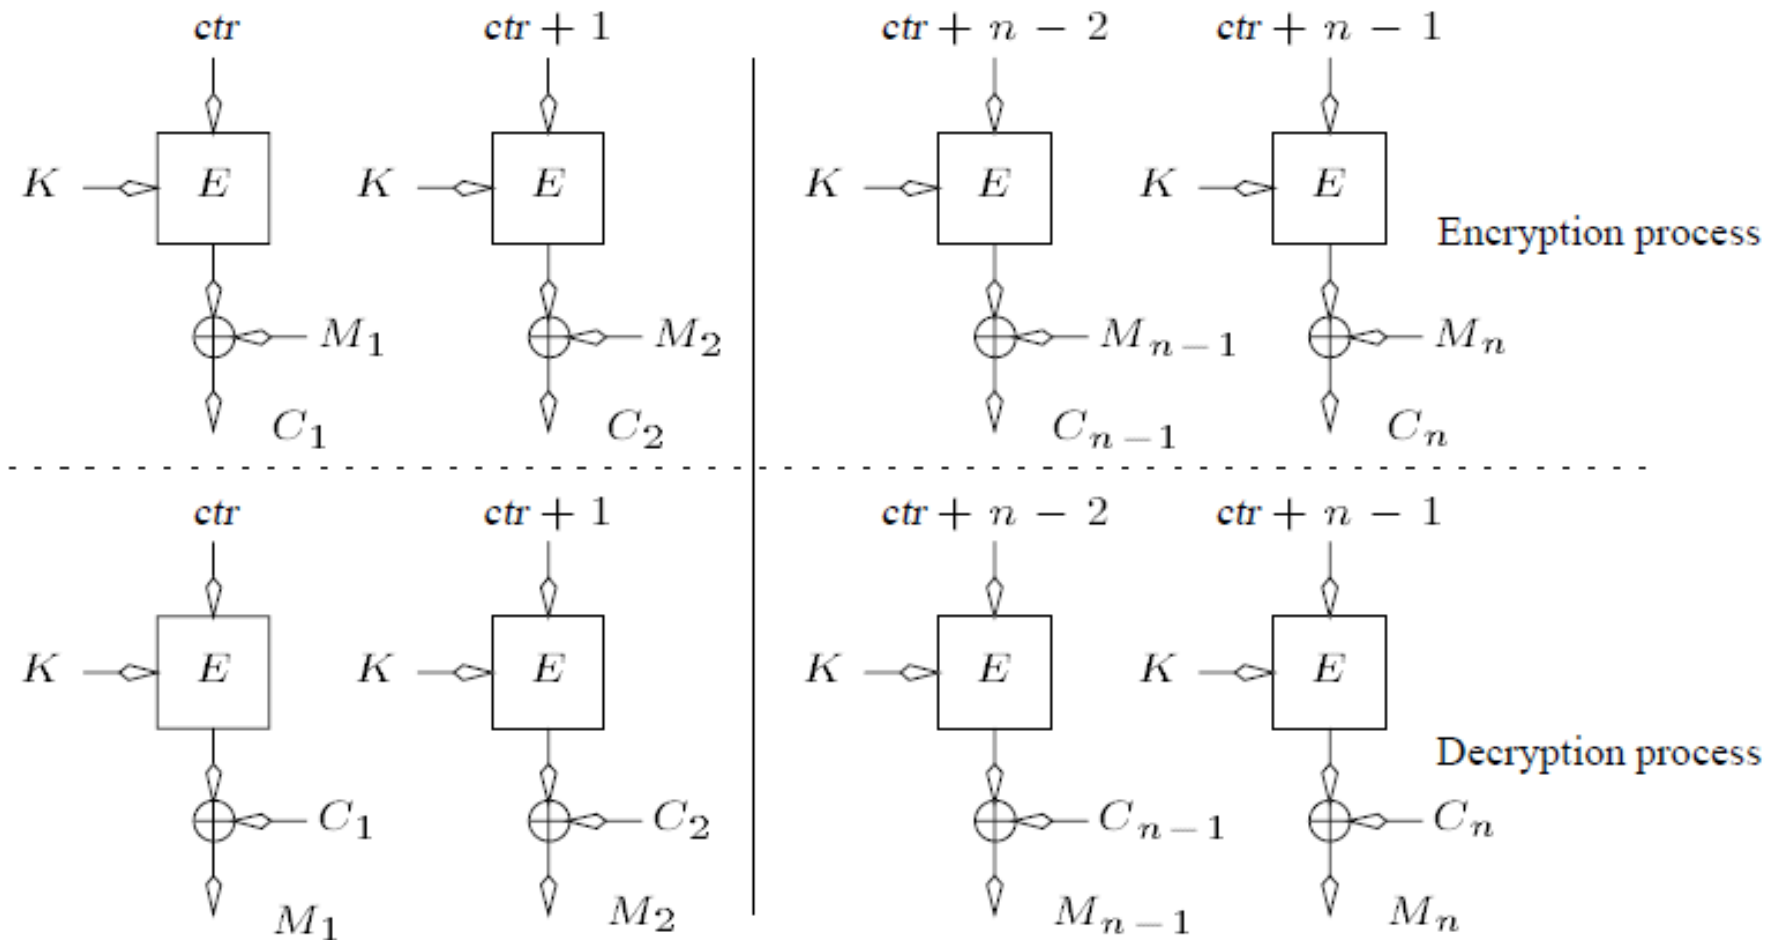 ctr ctr + 1 ctr + n − 2 ctr + n − 1
K E K E K E K E
Encryption process
M₁ M₂ Mₙ₋₁ Mₙ
C₁ C₂ Cₙ₋₁ Cₙ
ctr ctr + 1 ctr + n − 2 ctr + n − 1
K E K E K E K E
Decryption process
C₁ C₂ Cₙ₋₁ Cₙ
M₁ M₂ Mₙ₋₁ Mₙ